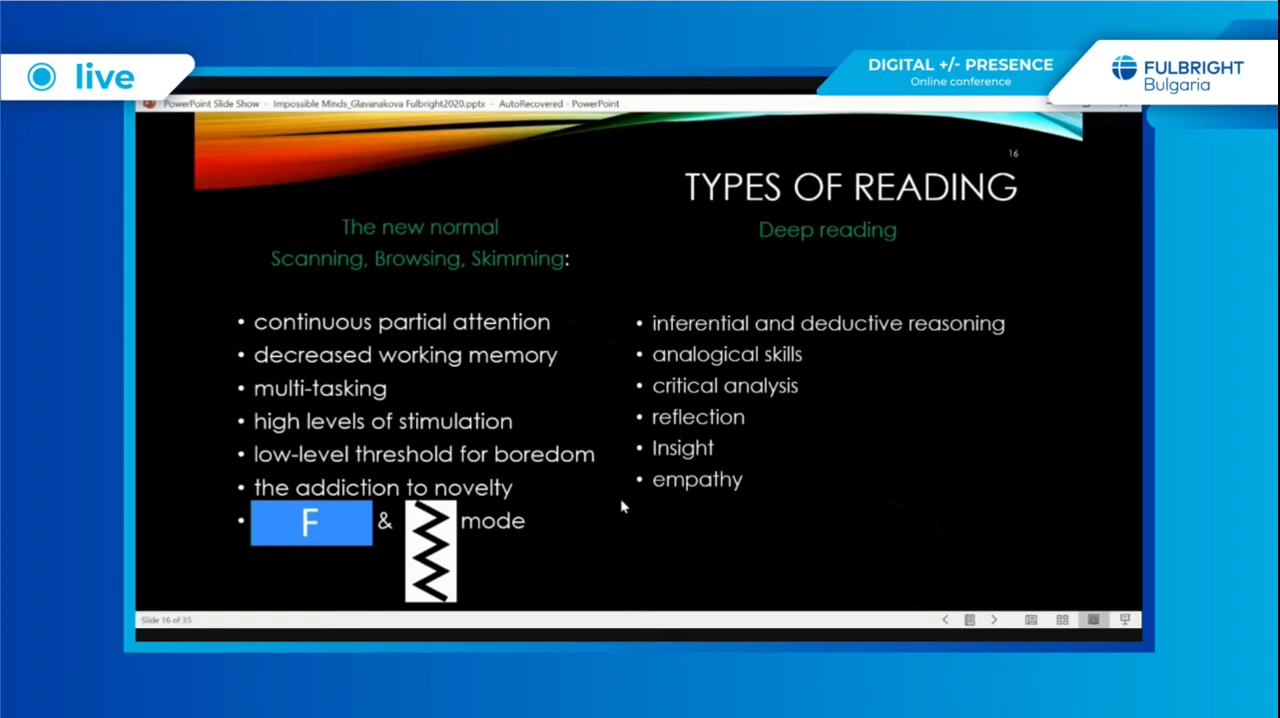 live
DIGITAL +/- PRESENCE
Online conference
FULBRIGHT
Bulgaria
PowerPoint Slide Show - Impossible Minds_Glavanakova Fulbright2020.pptx - AutoRecovered - PowerPoint
16
TYPES OF READING
The new normal
Scanning, Browsing, Skimming:
• continuous partial attention
• decreased working memory
• multi-tasking
• high levels of stimulation
• low-level threshold for boredom
• the addiction to novelty
• F & mode
Deep reading
• inferential and deductive reasoning
• analogical skills
• critical analysis
• reflection
• Insight
• empathy
Slide 16 of 35